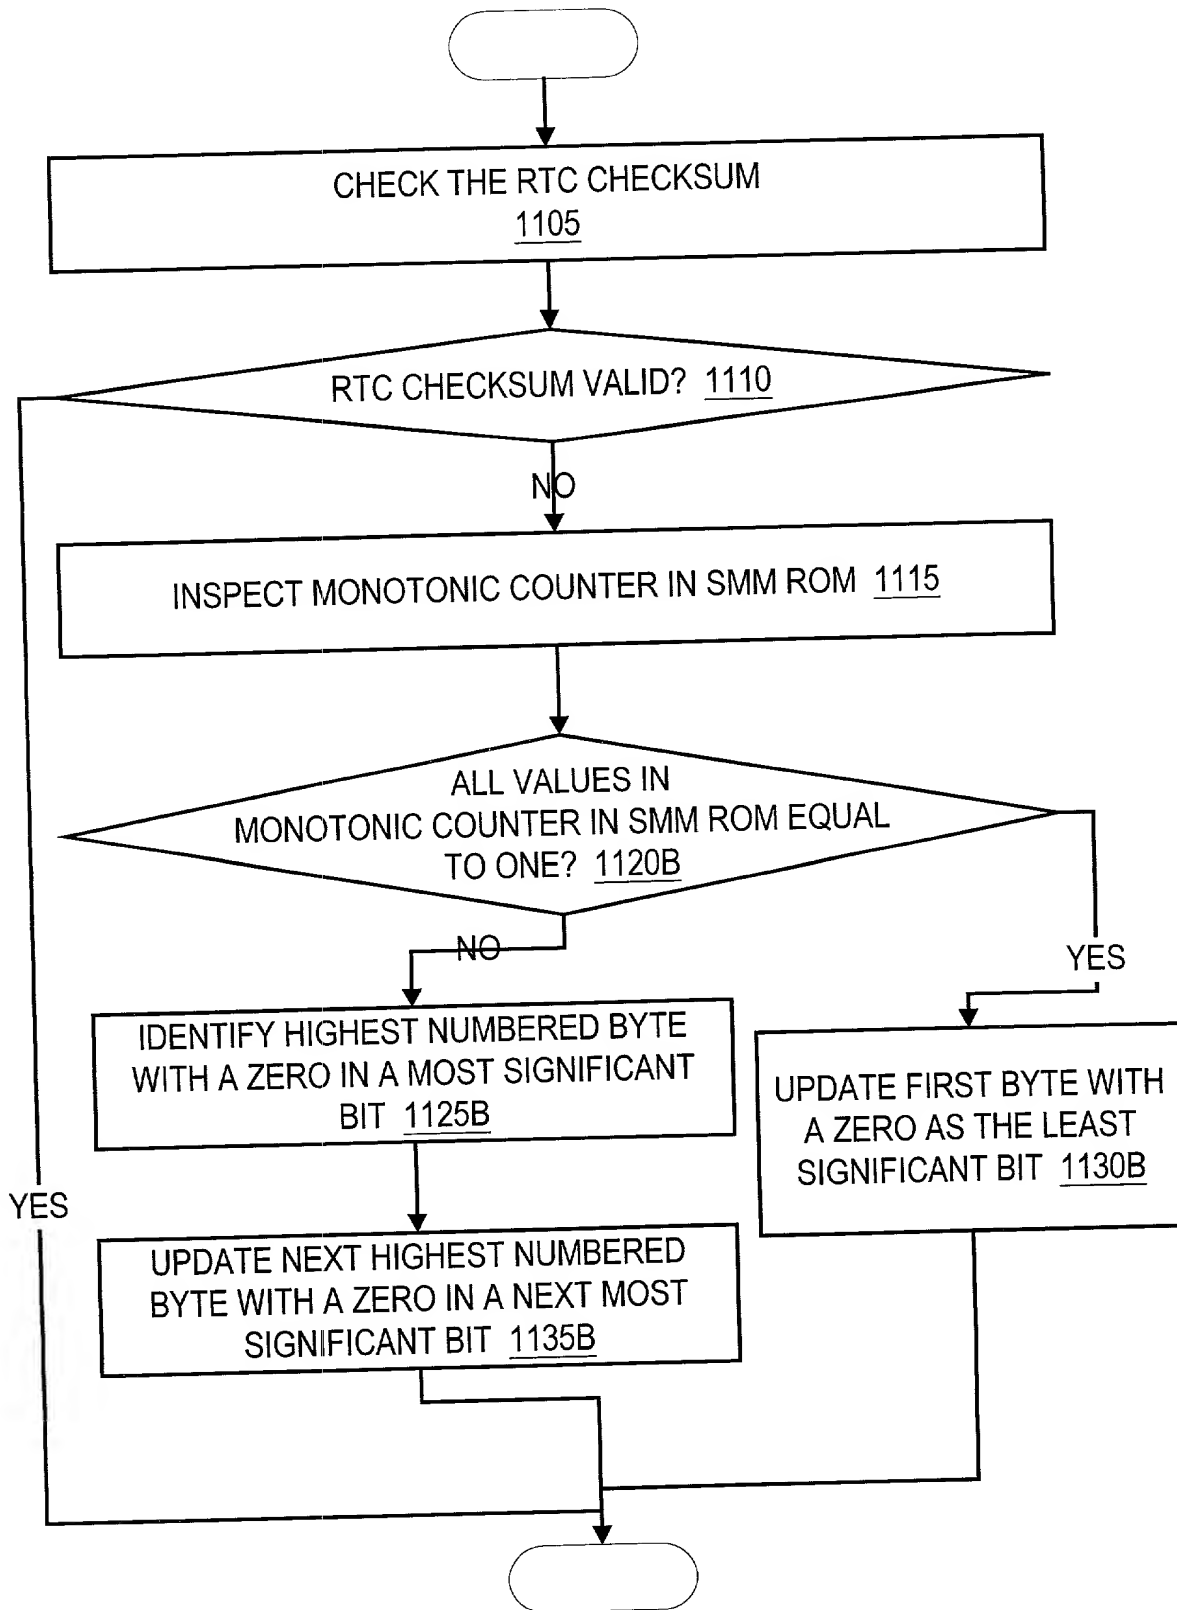 CHECK THE RTC CHECKSUM
1105
RTC CHECKSUM VALID? 1110
NO
INSPECT MONOTONIC COUNTER IN SMM ROM 1115
ALL VALUES IN
MONOTONIC COUNTER IN SMM ROM EQUAL
TO ONE? 1120B
NO
YES
IDENTIFY HIGHEST NUMBERED BYTE
WITH A ZERO IN A MOST SIGNIFICANT
BIT 1125B
UPDATE FIRST BYTE WITH
A ZERO AS THE LEAST
SIGNIFICANT BIT 1130B
YES
UPDATE NEXT HIGHEST NUMBERED
BYTE WITH A ZERO IN A NEXT MOST
SIGNIFICANT BIT 1135B